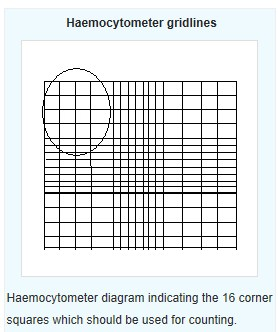 Haemocytometer gridlines
Haemocytometer diagram indicating the 16 corner
squares which should be used for counting.